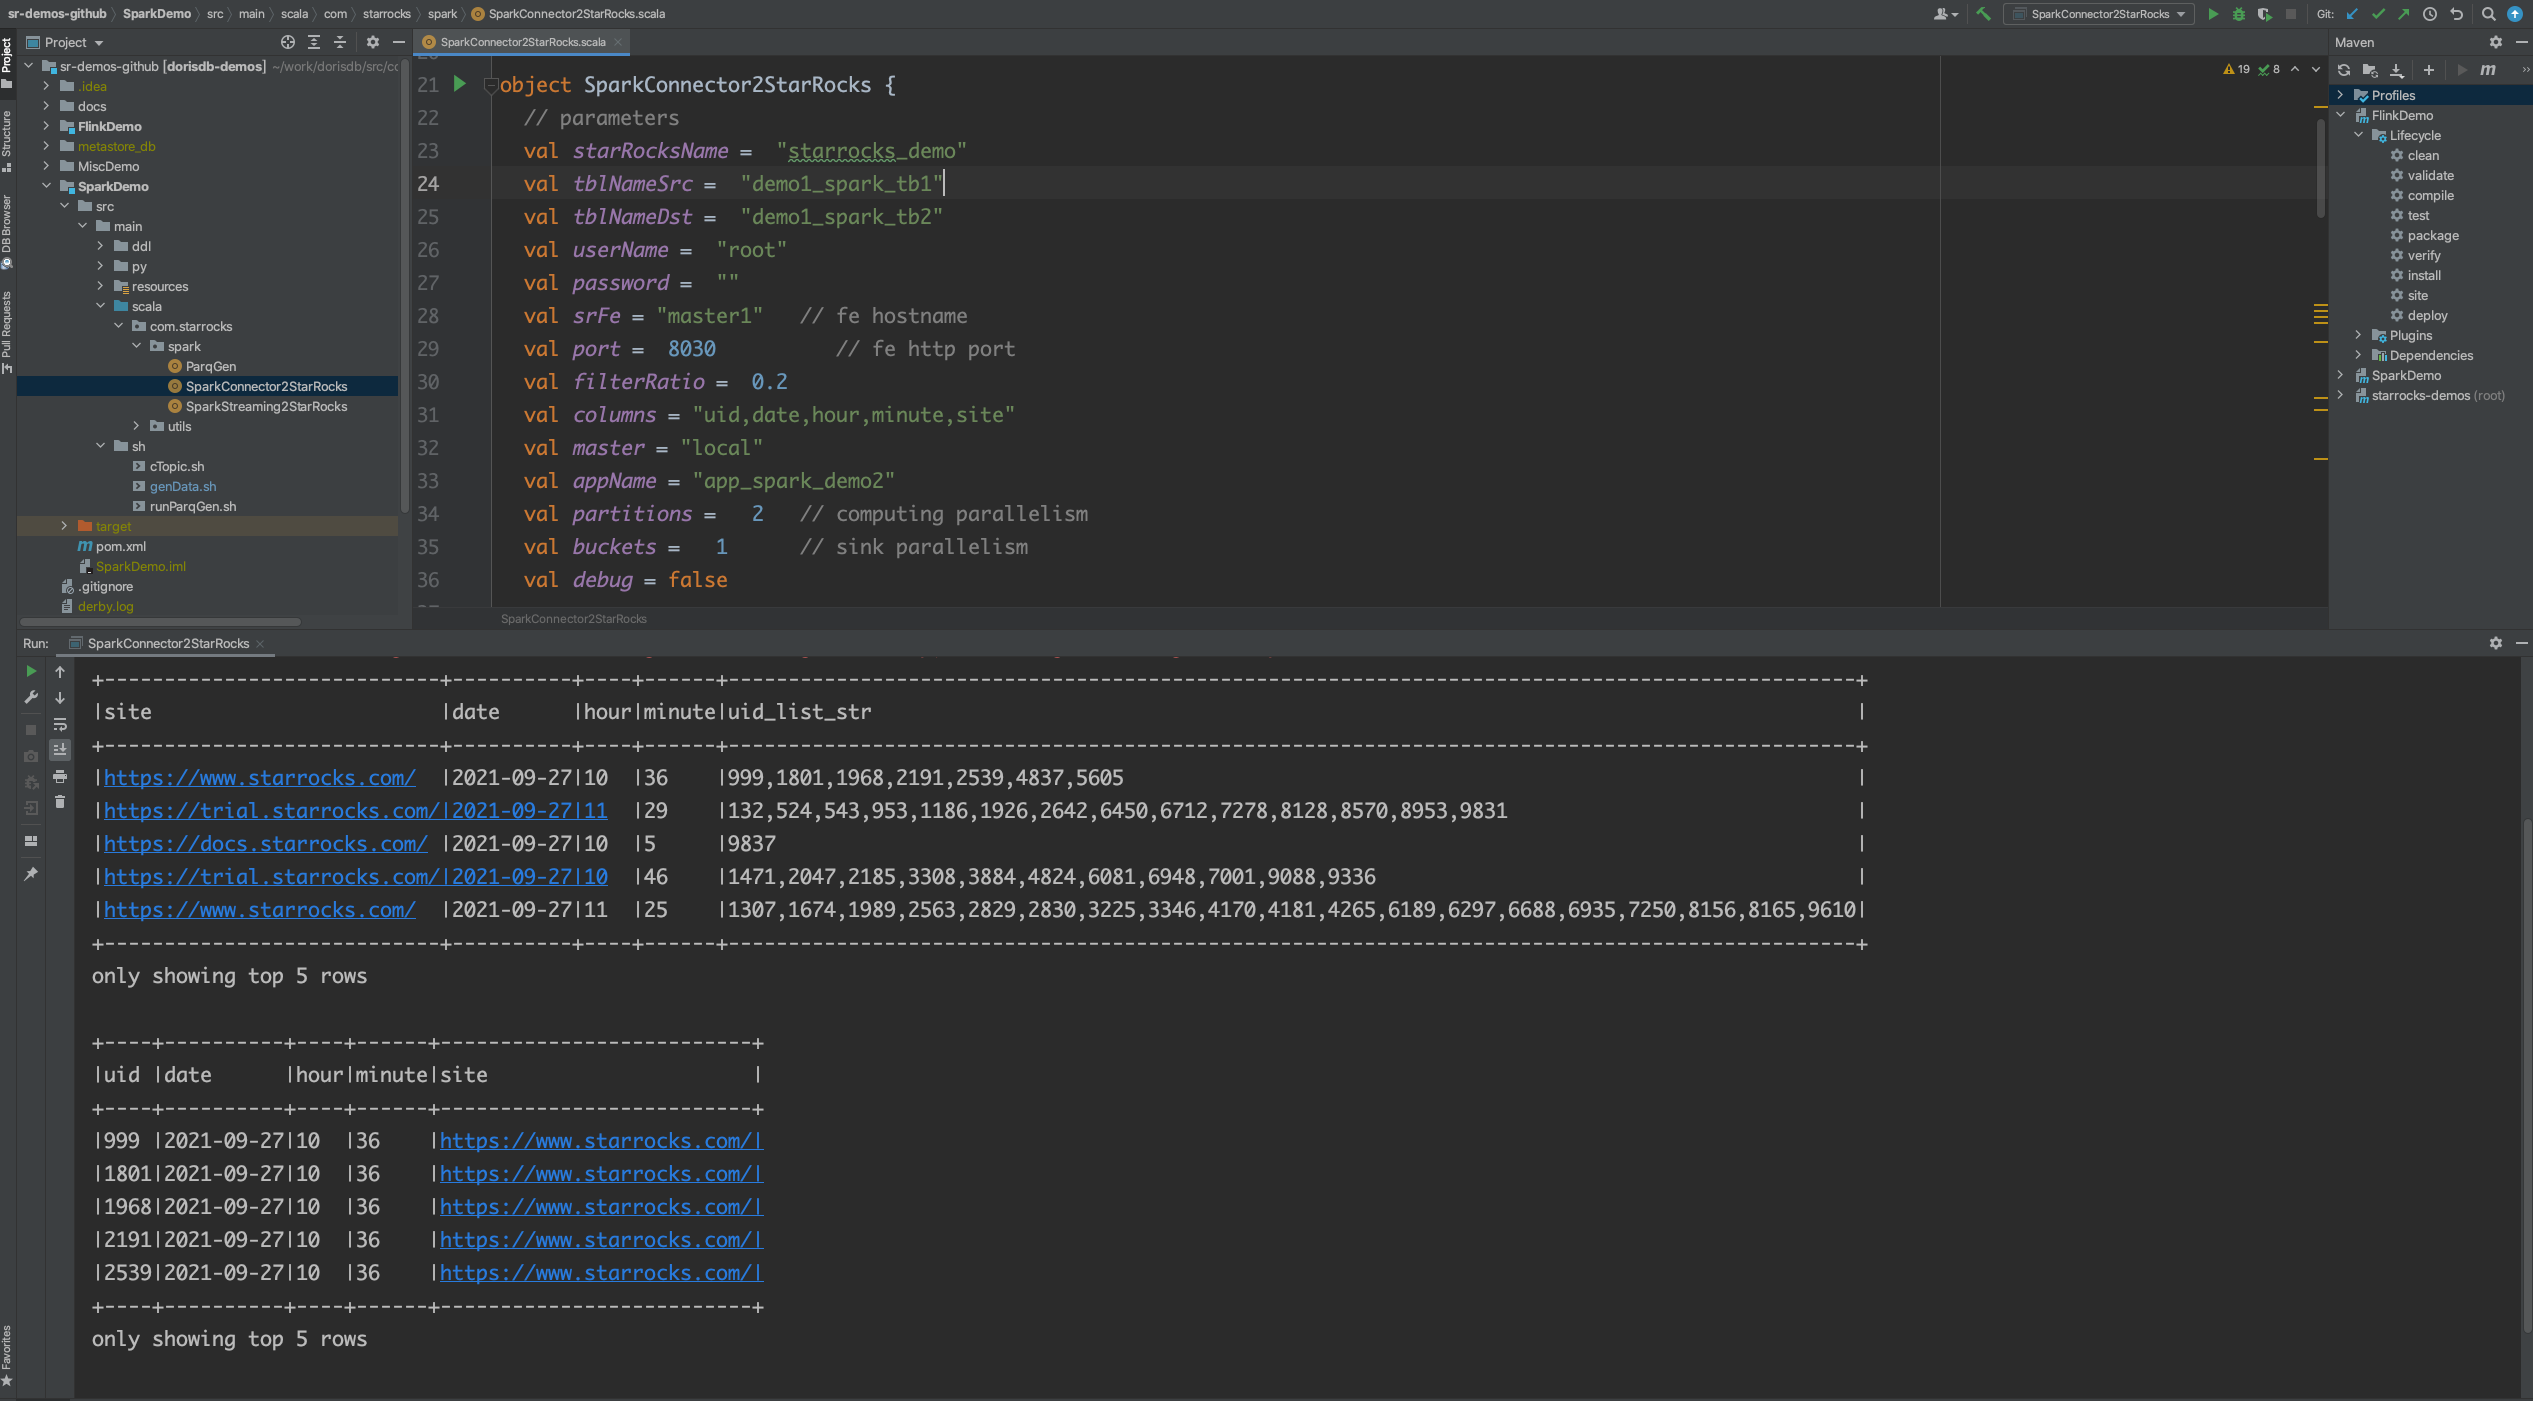 sr-demos-github 〉 SparkDemo 〉 src 〉 main 〉 scala 〉 com 〉 starrocks 〉 spark 〉 SparkConnector2StarRocks.scala
SparkConnector2StarRocks
Git:
Project
SparkConnector2StarRocks.scala
Maven
Project
Structure
DB Browser
Pull Requests
Favorites
sr-demos-github [dorisdb-demos] ~/work/dorisdb/src/cc
.idea
docs
FlinkDemo
metastore_db
MiscDemo
SparkDemo
src
main
ddl
py
resources
scala
com.starrocks
spark
ParqGen
SparkConnector2StarRocks
SparkStreaming2StarRocks
utils
sh
cTopic.sh
genData.sh
runParqGen.sh
target
pom.xml
SparkDemo.iml
.gitignore
derby.log
19 8
21 object SparkConnector2StarRocks {
22 // parameters
23 val starRocksName =  "starrocks_demo"
24 val tblNameSrc =  "demo1_spark_tb1"
25 val tblNameDst =  "demo1_spark_tb2"
26 val userName =  "root"
27 val password =  ""
28 val srFe = "master1"   // fe hostname
29 val port =  8030          // fe http port
30 val filterRatio =  0.2
31 val columns = "uid,date,hour,minute,site"
32 val master = "local"
33 val appName = "app_spark_demo2"
34 val partitions =   2   // computing parallelism
35 val buckets =   1      // sink parallelism
36 val debug = false
SparkConnector2StarRocks
Profiles
FlinkDemo
Lifecycle
clean
validate
compile
test
package
verify
install
site
deploy
Plugins
Dependencies
SparkDemo
starrocks-demos (root)
Run: SparkConnector2StarRocks
+-----------------------------+----------+----+------+----------------------------------------------------------------------------------------------+
|site                         |date      |hour|minute|uid_list_str                                                                                  |
+-----------------------------+----------+----+------+----------------------------------------------------------------------------------------------+
|https://www.starrocks.com/   |2021-09-27|10  |36    |999,1801,1968,2191,2539,4837,5605                                                             |
|https://trial.starrocks.com/|2021-09-27|11  |29    |132,524,543,953,1186,1926,2642,6450,6712,7278,8128,8570,8953,9831                             |
|https://docs.starrocks.com/ |2021-09-27|10  |5     |9837                                                                                          |
|https://trial.starrocks.com/|2021-09-27|10  |46    |1471,2047,2185,3308,3884,4824,6081,6948,7001,9088,9336                                        |
|https://www.starrocks.com/  |2021-09-27|11  |25    |1307,1674,1989,2563,2829,2830,3225,3346,4170,4181,4265,6189,6297,6688,6935,7250,8156,8165,9610|
+-----------------------------+----------+----+------+----------------------------------------------------------------------------------------------+
only showing top 5 rows
+----+----------+----+------+--------------------------+
|uid |date      |hour|minute|site                      |
+----+----------+----+------+--------------------------+
|999 |2021-09-27|10  |36    |https://www.starrocks.com/|
|1801|2021-09-27|10  |36    |https://www.starrocks.com/|
|1968|2021-09-27|10  |36    |https://www.starrocks.com/|
|2191|2021-09-27|10  |36    |https://www.starrocks.com/|
|2539|2021-09-27|10  |36    |https://www.starrocks.com/|
+----+----------+----+------+--------------------------+
only showing top 5 rows